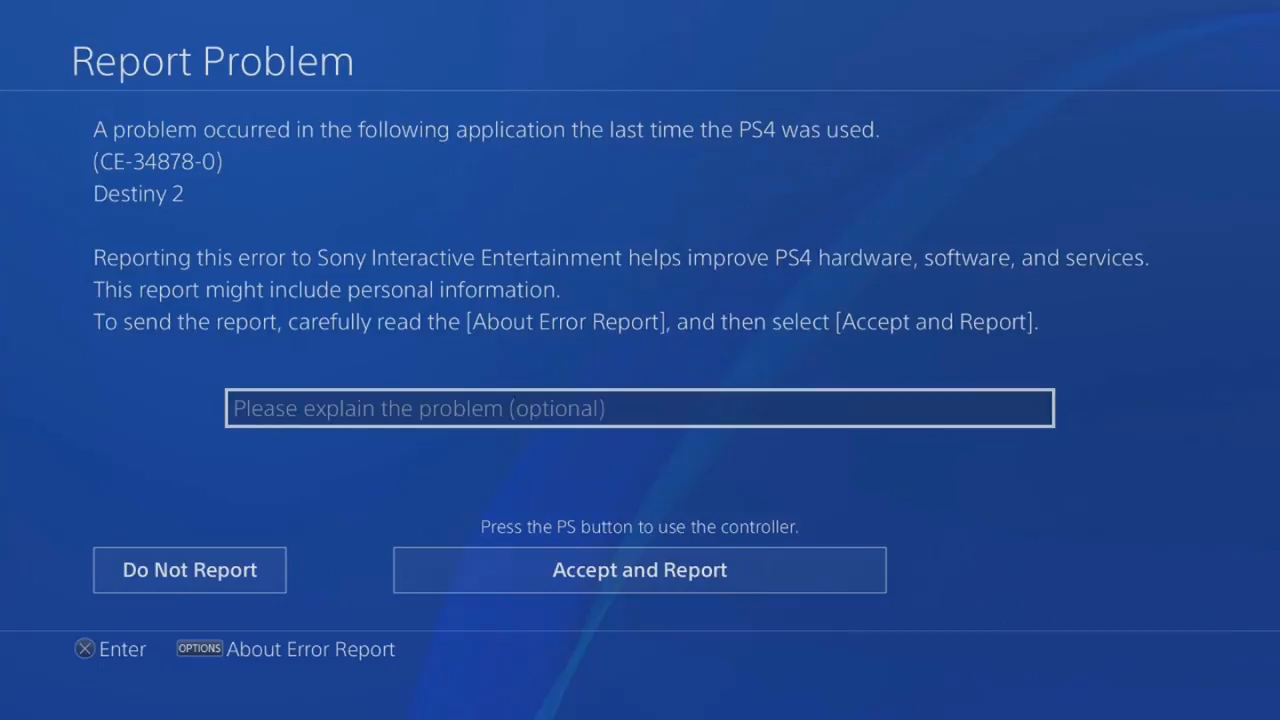 Report Problem
A problem occurred in the following application the last time the PS4 was used.
(CE-34878-0)
Destiny 2
Reporting this error to Sony Interactive Entertainment helps improve PS4 hardware, software, and services.
This report might include personal information.
To send the report, carefully read the [About Error Report], and then select [Accept and Report].
Please explain the problem (optional)
Press the PS button to use the controller.
Do Not Report
Accept and Report
Enter
OPTIONS About Error Report